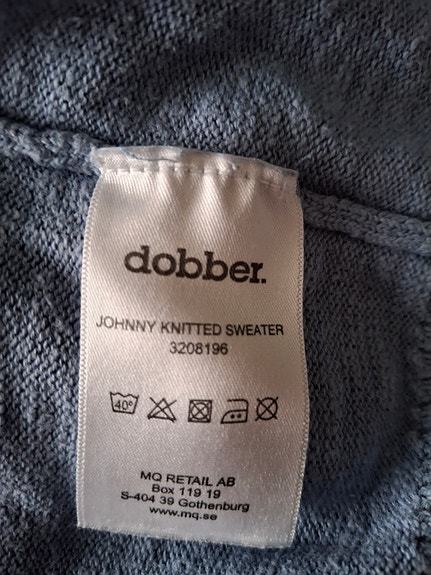 dobber.
JOHNNY KNITTED SWEATER
3208196
40°
MQ RETAIL AB
Box 119 19
S-404 39 Gothenburg
www.mq.se